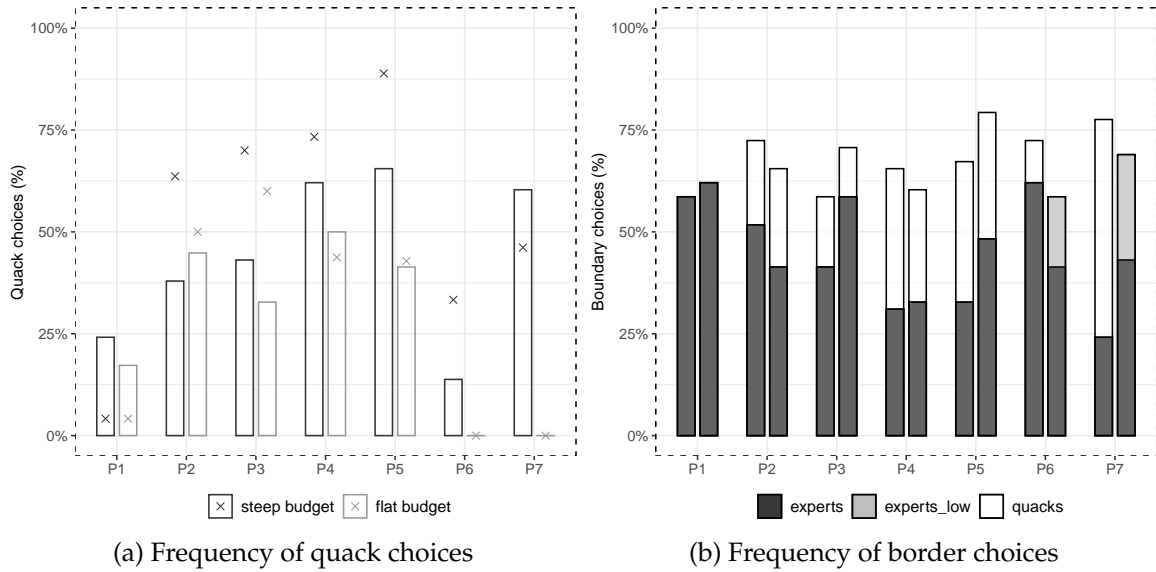 100%
75%
50%
25%
0%
Quack choices (%)
P1 P2 P3 P4 P5 P6 P7
steep budget flat budget
(a) Frequency of quack choices
100%
75%
50%
25%
0%
Boundary choices (%)
P1 P2 P3 P4 P5 P6 P7
experts experts_low quacks
(b) Frequency of border choices